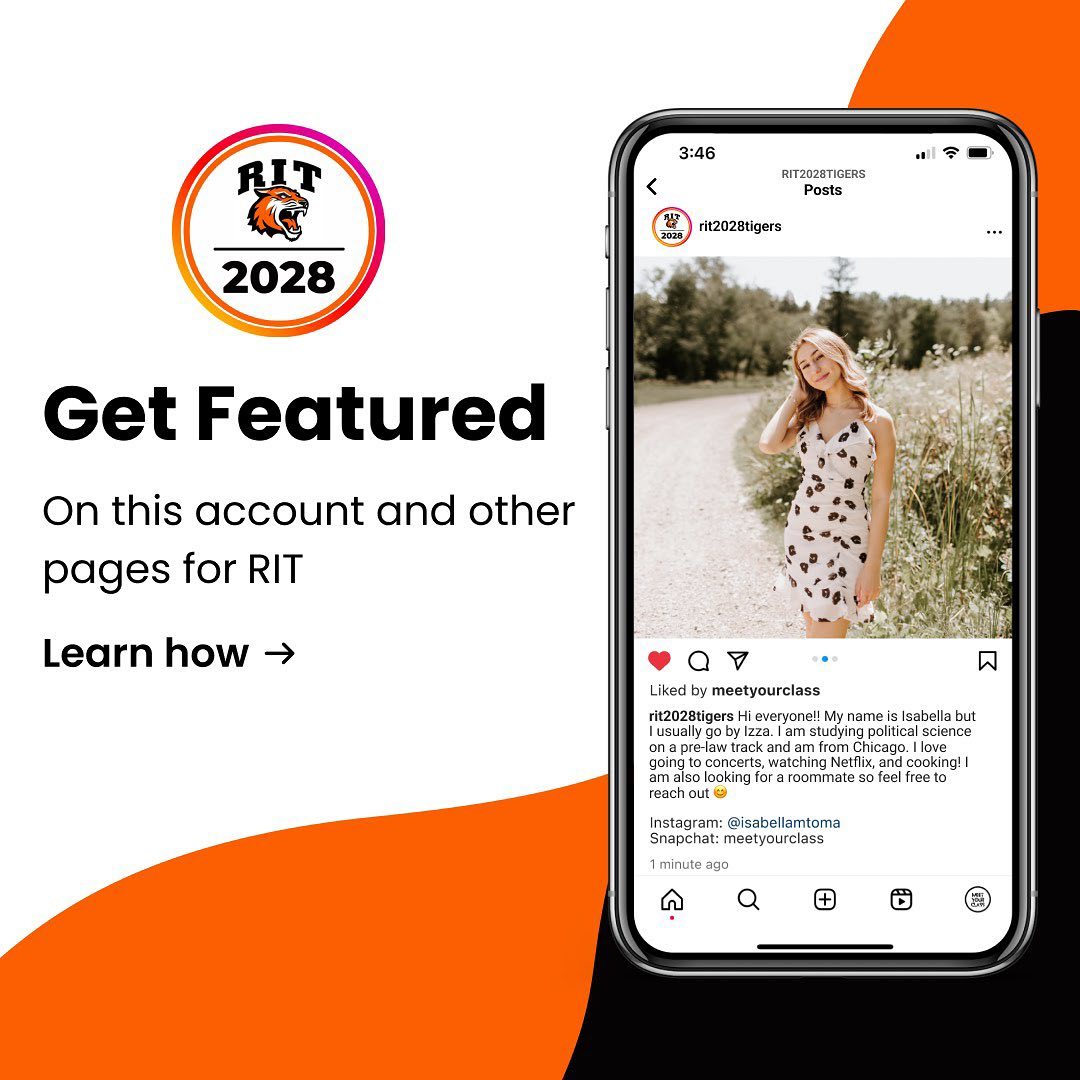 RIT
2028
Get Featured
On this account and other
pages for RIT
Learn how →
3:46
RIT2028TIGERS
Posts
RIT
2028
rit2028tigers
...
Liked by meetyourclass
rit2028tigers Hi everyone!! My name is Isabella but
I usually go by Izza. I am studying political science
on a pre-law track and am from Chicago. I love
going to concerts, watching Netflix, and cooking! I
am also looking for a roommate so feel free to
reach out 😊
Instagram: @isabellamtoma
Snapchat: meetyourclass
1 minute ago
MEET
YOUR
CLASS